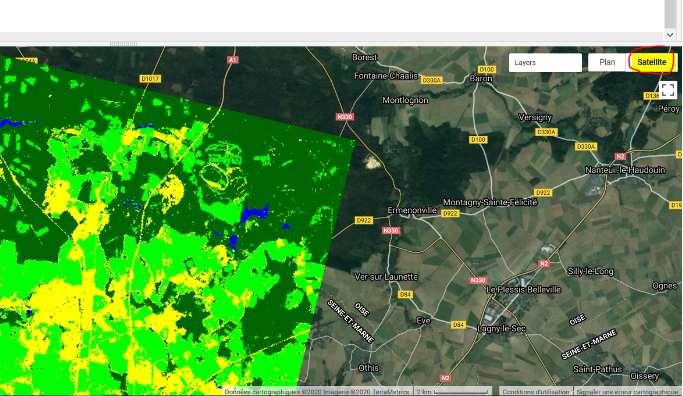 Layers
Plan
Satellite
A1
Borest
D100
D1017
Fontaine-Chaalis
D330A
Baron
D136
Montlognon
Péroy
N330
Versigny
D330A
D100
D330A
N2
Nanteuil-le-Haudouin
D922
Montagny-Sainte-Félicité
Ermenonville
D922
D922
N330
D19
N2
Silly-le-Long
Ver-sur-Launette
N330
Ognes
Le Plessis-Belleville
D84
OISE
SEINE-ET-MARNE
Eve
D84
OISE
SEINE-ET-MARNE
Lagny-le-Sec
Othis
Saint-Pathus
Oissery
N2
Données cartographiques ©2020 Imagerie ©2020 TerraMetrics
2 km
Conditions d'utilisation
Signaler une erreur cartographique